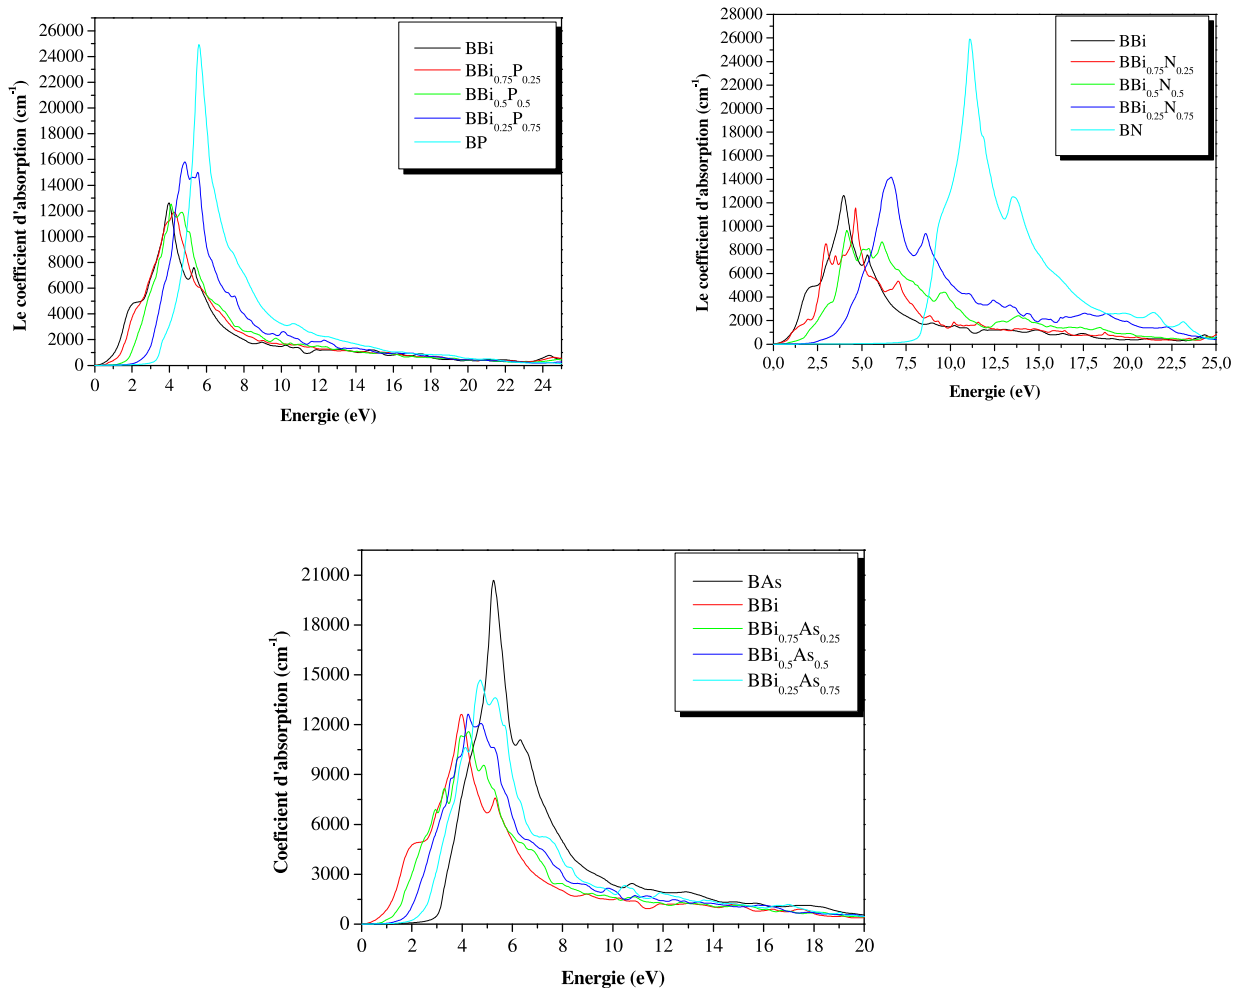 26000
24000
22000
20000
18000
16000
14000
12000
10000
8000
6000
4000
2000
0
Le coefficient d'absorption (cm-1)
0 2 4 6 8 10 12 14 16 18 20 22 24
Energie (eV)
BBi
BBi0.75P0.25
BBi0.5P0.5
BBi0.25P0.75
BP
28000
26000
24000
22000
20000
18000
16000
14000
12000
10000
8000
6000
4000
2000
0
Le coefficient d'absorption (cm-1)
0,0 2,5 5,0 7,5 10,0 12,5 15,0 17,5 20,0 22,5 25,0
Energie (eV)
BBi
BBi0.75N0.25
BBi0.5N0.5
BBi0.25N0.75
BN
21000
18000
15000
12000
9000
6000
3000
0
Coeficient d'absorption (cm-1)
0 2 4 6 8 10 12 14 16 18 20
Energie (eV)
BAs
BBi
BBi0.75As0.25
BBi0.5As0.5
BBi0.25As0.75